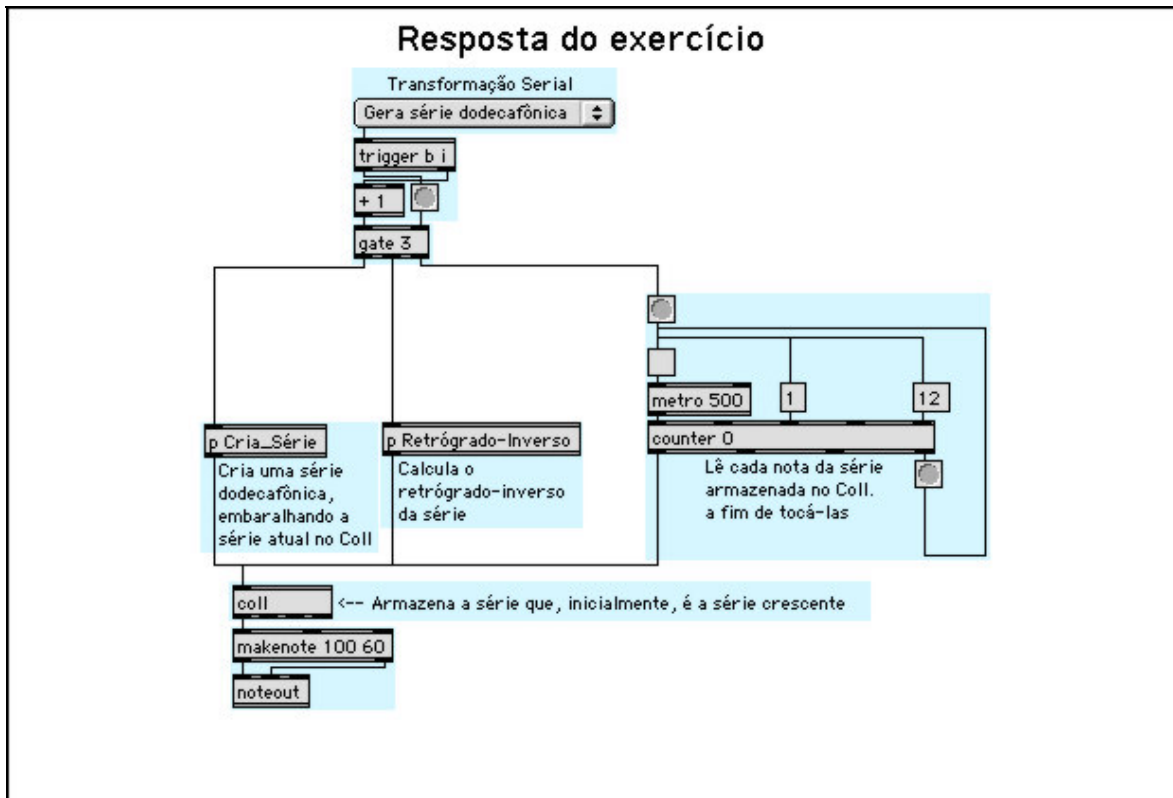 Resposta do exercício
Transformação Serial
Gera série dodecafônica
trigger b i
+ 1
gate 3
metro 500
1
12
p Cria_Série
p Retrógrado-Inverso
counter 0
Cria uma série
dodecafônica,
embaralhando a
série atual no Coll
Calcula o
retrógrado-inverso
da série
Lê cada nota da série
armazenada no Coll.
a fim de tocá-las
coll
<-- Armazena a série que, inicialmente, é a série crescente
makenote 100 60
noteout